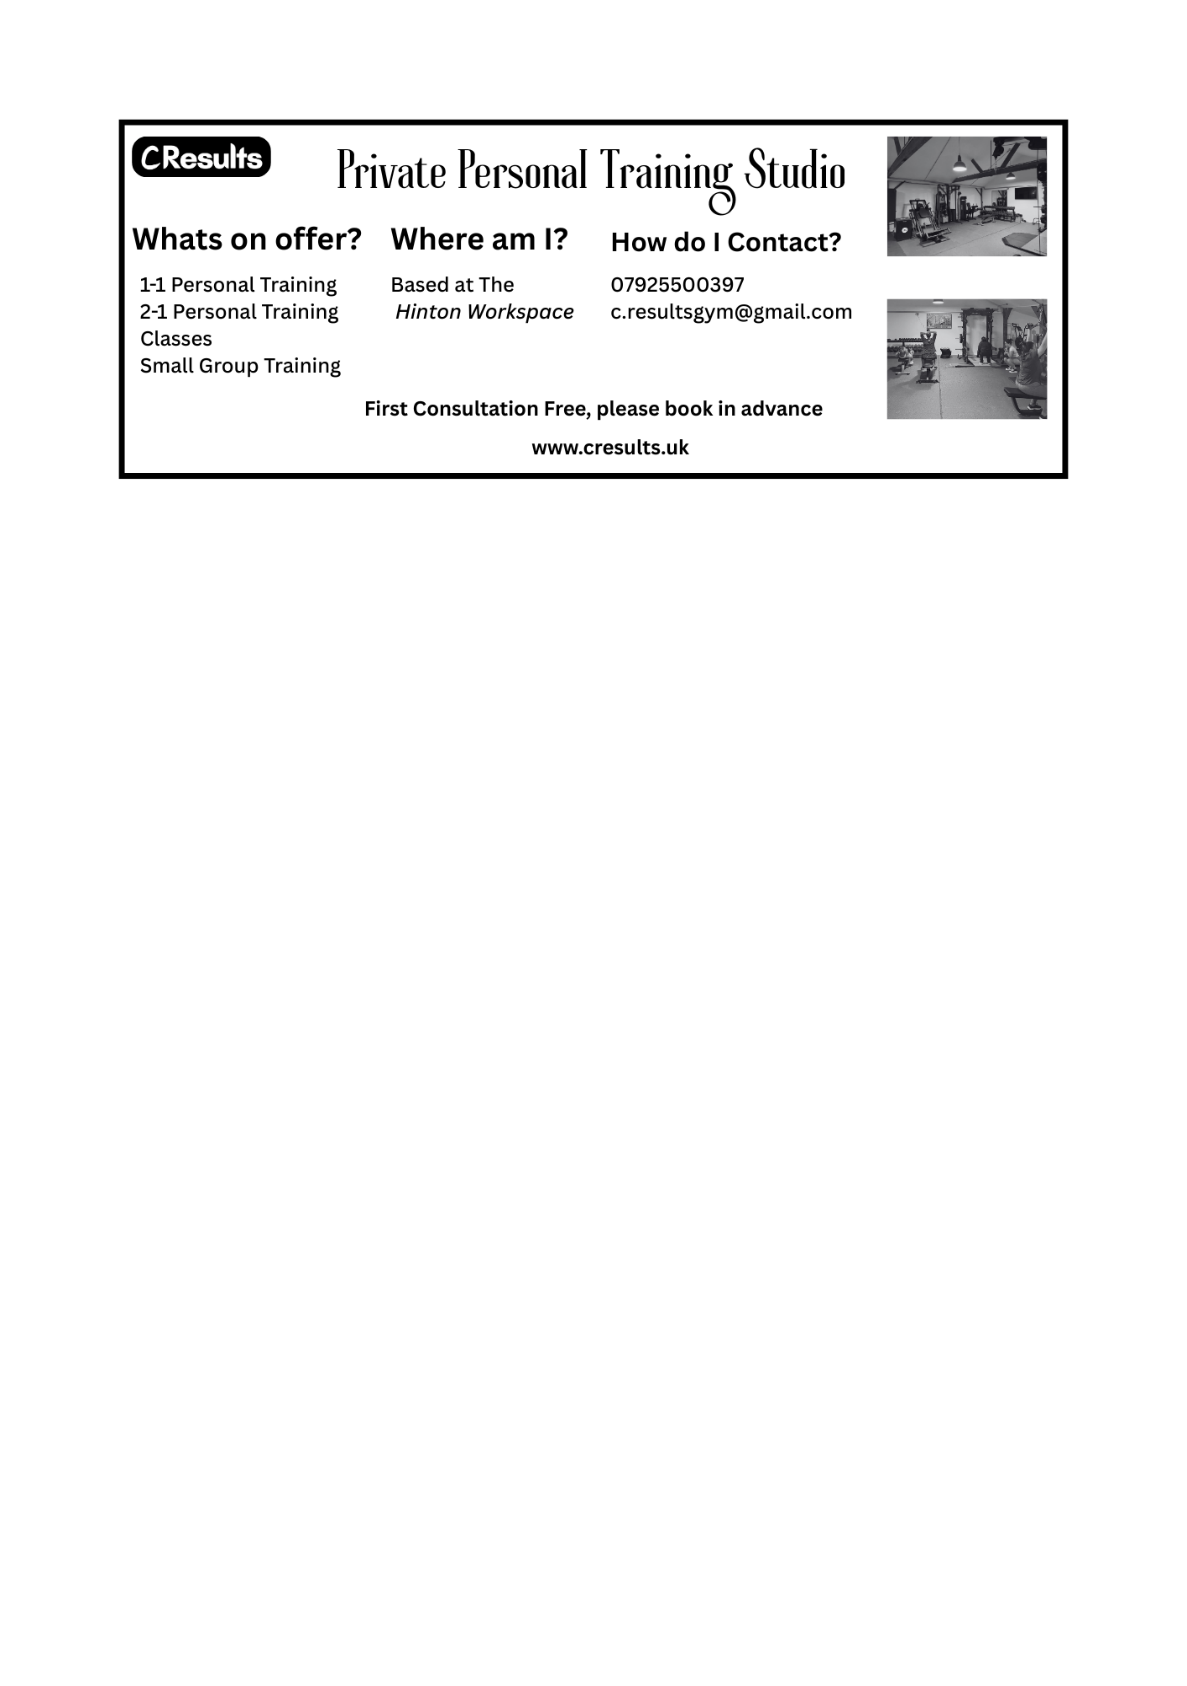 CResults
Private Personal Training Studio
Whats on offer?
1-1 Personal Training
2-1 Personal Training
Classes
Small Group Training
Where am I?
Based at The
Hinton Workspace
How do I Contact?
07925500397
c.resultsgym@gmail.com
First Consultation Free, please book in advance
www.cresults.uk